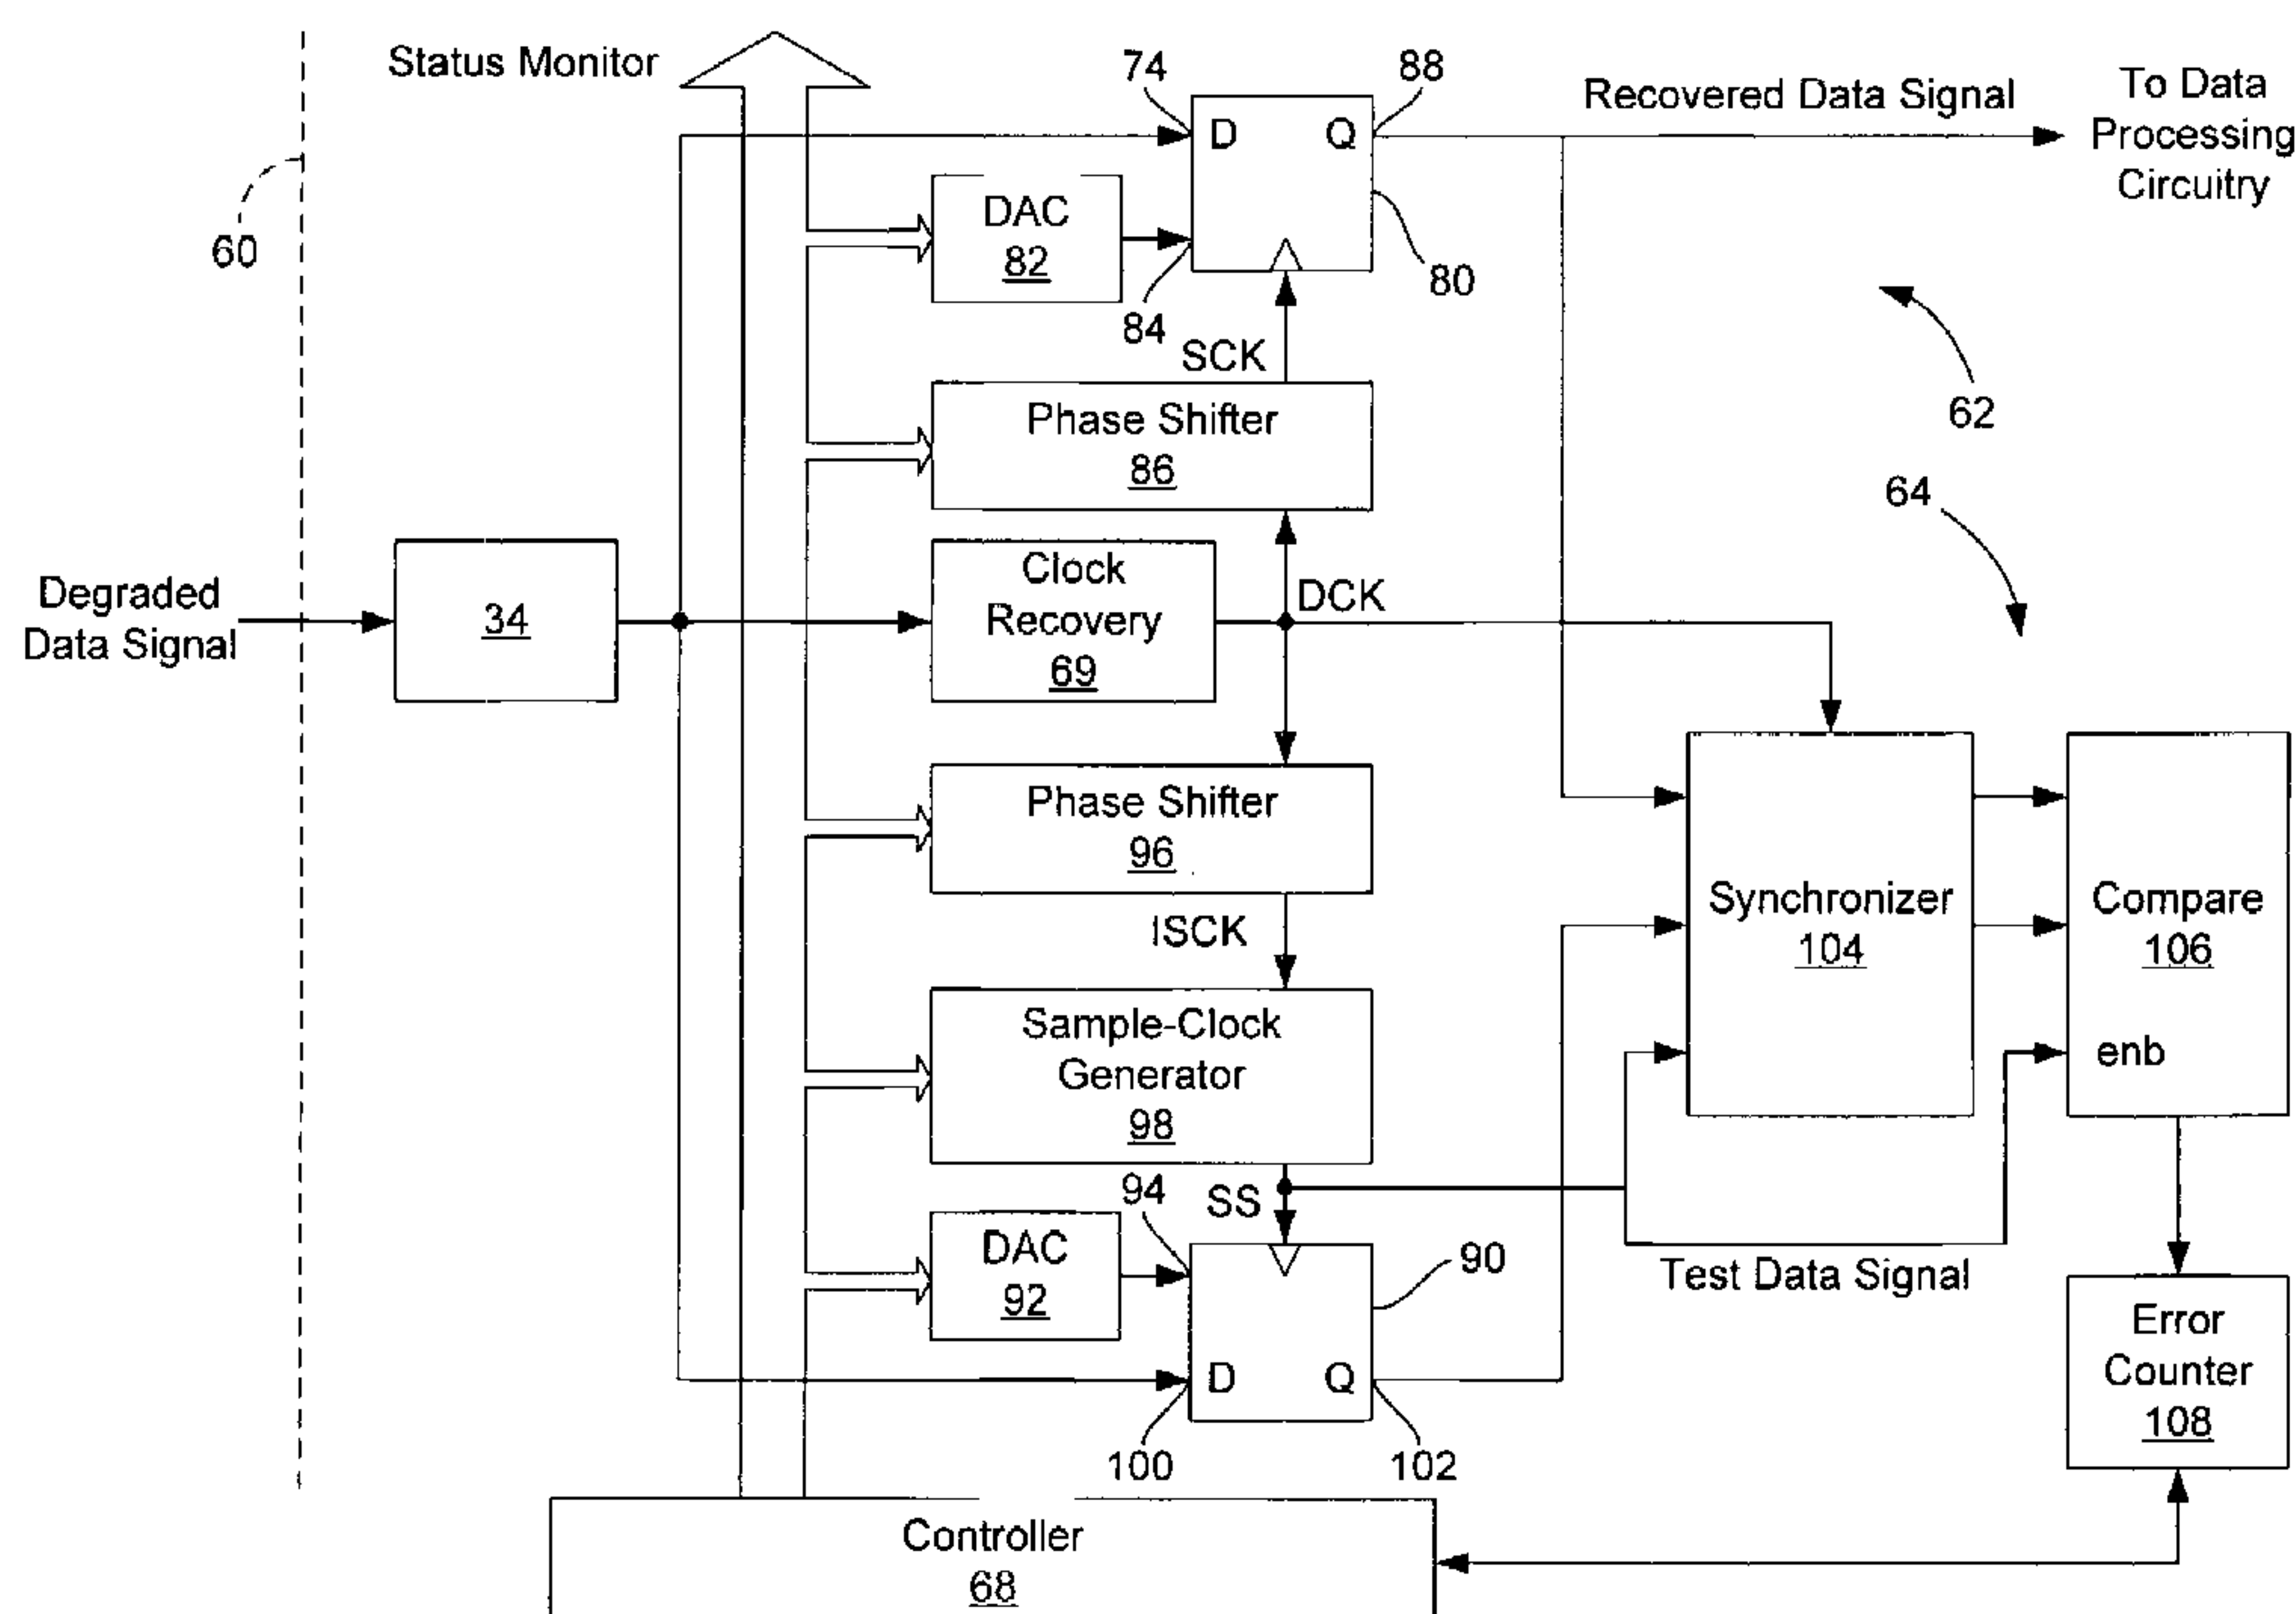 Status Monitor
74
88
Recovered Data Signal
To Data
Processing
Circuitry
D
Q
60
DAC
82
84
80
SCK
Phase Shifter
86
62
64
Degraded
Data Signal
34
Clock
Recovery
69
DCK
Phase Shifter
96
ISCK
Synchronizer
104
Compare
106
enb
Sample-Clock
Generator
98
94
SS
DAC
92
90
Test Data Signal
D
Q
100
102
Error
Counter
108
Controller
68